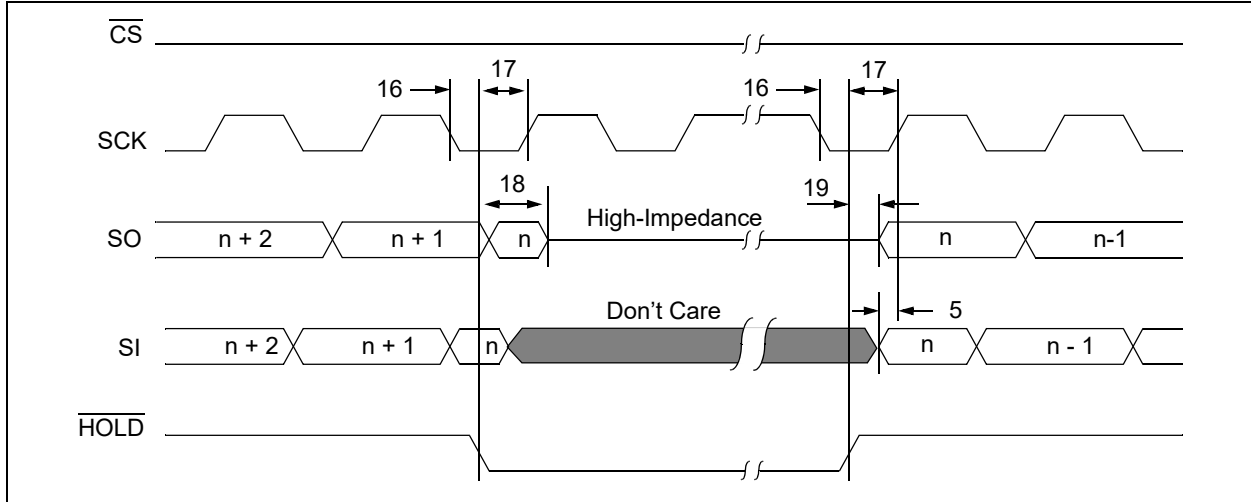 CS
16 17 16 17
SCK
18 19
SO n + 2 n + 1 n High-Impedance n n-1
Don't Care 5
SI n + 2 n + 1 n n n - 1
HOLD